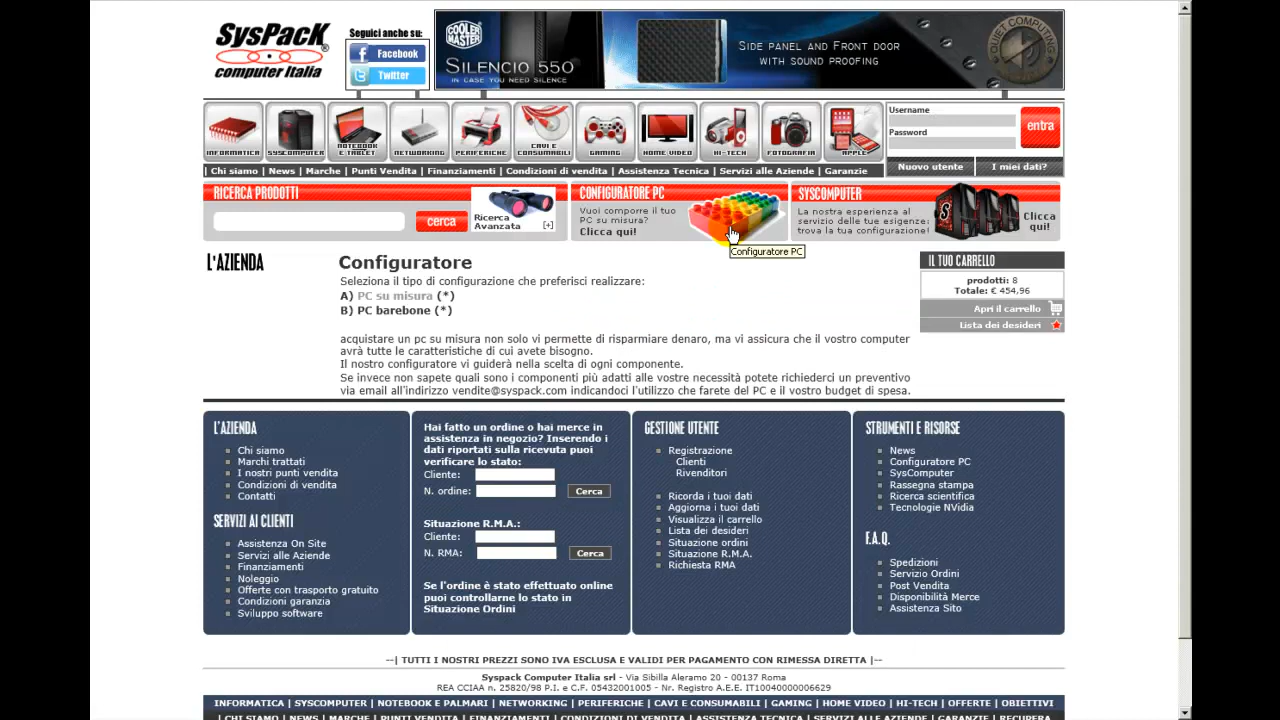 SysPack®
computer Italia
Seguici anche su:
Facebook
Twitter
COOLER MASTER
SILENCIO 550
IN CASE YOU NEED SILENCE
SIDE PANEL AND FRONT DOOR
WITH SOUND PROOFING
QUIET COMPUTING
INFORMATICA
SYSCOMPUTER
NOTEBOOK E TABLET
NETWORKING
PERIFERICHE
CAVI E CONSUMABILI
GAMING
HOME VIDEO
HI-TECH
FOTOGRAFIA
APPLE
Username
Password
entra
Nuovo utente
I miei dati?
| Chi siamo | News | Marche | Punti Vendita | Finanziamenti | Condizioni di vendita | Assistenza Tecnica | Servizi alle Aziende | Garanzie
RICERCA PRODOTTI
cerca
Ricerca
Avanzata [+]
CONFIGURATORE PC
Vuoi comporre il tuo
PC su misura?
Clicca qui!
Configuratore PC
SYSCOMPUTER
La nostra esperienza al
servizio delle tue esigenze:
trova la tua configurazione!
Clicca
qui!
L'AZIENDA
Configuratore
Seleziona il tipo di configurazione che preferisci realizzare:
A) PC su misura (*)
B) PC barebone (*)
acquistare un pc su misura non solo vi permette di risparmiare denaro, ma vi assicura che il vostro computer
avrà tutte le caratteristiche di cui avete bisogno.
Il nostro configuratore vi guiderà nella scelta di ogni componente.
Se invece non sapete quali sono i componenti più adatti alle vostre necessità potete richiederci un preventivo
via email all'indirizzo vendite@syspack.com indicandoci l'utilizzo che farete del PC e il vostro budget di spesa.
IL TUO CARRELLO
prodotti: 8
Totale: € 454,96
Apri il carrello
Lista dei desideri
L'AZIENDA
Chi siamo
Marchi trattati
I nostri punti vendita
Condizioni di vendita
Contatti
SERVIZI AI CLIENTI
Assistenza On Site
Servizi alle Aziende
Finanziamenti
Noleggio
Offerte con trasporto gratuito
Condizioni garanzia
Sviluppo software
Hai fatto un ordine o hai merce in
assistenza in negozio? Inserendo i
dati riportati sulla ricevuta puoi
verificare lo stato:
Cliente:
N. ordine: Cerca
Situazione R.M.A.:
Cliente:
N. RMA: Cerca
Se l'ordine è stato effettuato online
puoi controllerne lo stato in
Situazione Ordini
GESTIONE UTENTE
Registrazione
Clienti
Rivenditori
Ricorda i tuoi dati
Aggiorna i tuoi dati
Visualizza il carrello
Lista dei desideri
Situazione ordini
Situazione R.M.A.
Richiesta RMA
STRUMENTI E RISORSE
News
Configuratore PC
SysComputer
Rassegna stampa
Ricerca scientifica
Tecnologie NVidia
F.A.Q.
Spedizioni
Servizio Ordini
Post Vendita
Disponibilità Merce
Assistenza Sito
--| TUTTI I NOSTRI PREZZI SONO IVA ESCLUSA E VALIDI PER PAGAMENTO CON RIMESSA DIRETTA |--
Syspack Computer Italia srl - Via Sibilla Aleramo 20 - 00137 Roma
REA CCIAA n. 25820/98 P.I. e C.F. 05432001005 - Nr. Registro A.E.E. IT10040000006629
INFORMATICA | SYSCOMPUTER | NOTEBOOK E PALMARI | NETWORKING | PERIFERICHE | CAVI E CONSUMABILI | GAMING | HOME VIDEO | HI-TECH | OFFERTE | OBIETTIVI
| CHI SIAMO | NEWS | MARCHE | PUNTI VENDITA | FINANZIAMENTI | CONDIZIONI DI VENDITA | ASSISTENZA TECNICA | SERVIZI ALLE AZIENDE | GARANZIE | RECUPERA